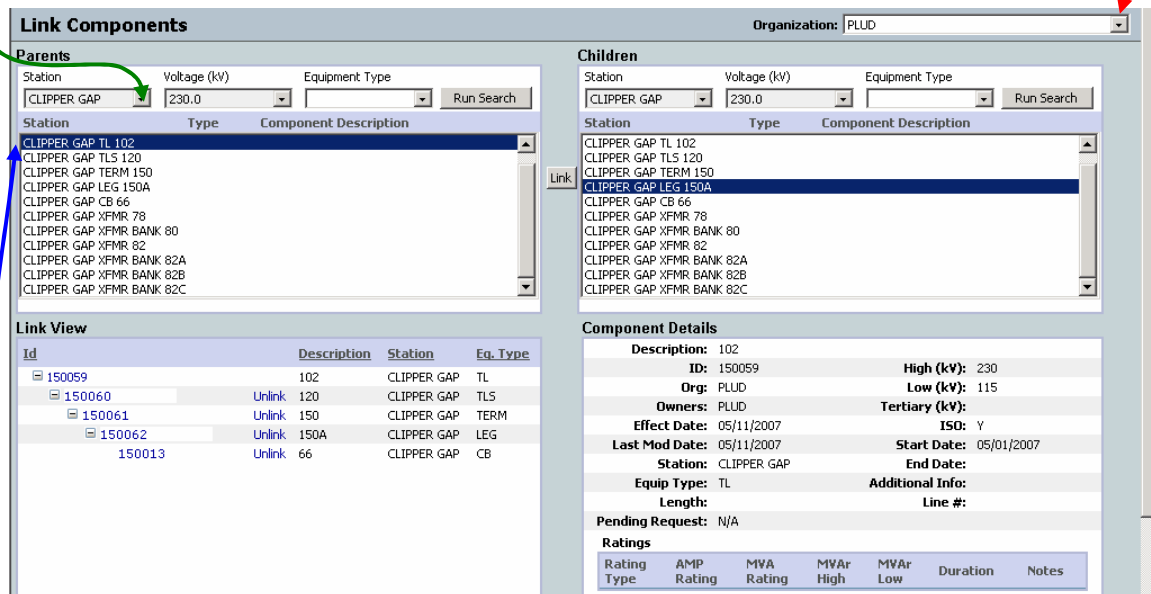 Link Components
Organization: PLUD
Parents
Station Voltage (kV) Equipment Type
CLIPPER GAP 230.0 Run Search
Station Type Component Description
CLIPPER GAP TL 102
CLIPPER GAP TLS 120
CLIPPER GAP TERM 150
CLIPPER GAP LEG 150A
CLIPPER GAP CB 66
CLIPPER GAP XFMR 78
CLIPPER GAP XFMR BANK 80
CLIPPER GAP XFMR 82
CLIPPER GAP XFMR BANK 82A
CLIPPER GAP XFMR BANK 82B
CLIPPER GAP XFMR BANK 82C
Link
Children
Station Voltage (kV) Equipment Type
CLIPPER GAP 230.0 Run Search
Station Type Component Description
CLIPPER GAP TL 102
CLIPPER GAP TLS 120
CLIPPER GAP TERM 150
CLIPPER GAP LEG 150A
CLIPPER GAP CB 66
CLIPPER GAP XFMR 78
CLIPPER GAP XFMR BANK 80
CLIPPER GAP XFMR 82
CLIPPER GAP XFMR BANK 82A
CLIPPER GAP XFMR BANK 82B
CLIPPER GAP XFMR BANK 82C
Link View
Id Description Station Eq. Type
150059 102 CLIPPER GAP TL
150060 Unlink 120 CLIPPER GAP TLS
150061 Unlink 150 CLIPPER GAP TERM
150062 Unlink 150A CLIPPER GAP LEG
150013 Unlink 66 CLIPPER GAP CB
Component Details
Description: 102
ID: 150059 High (kV): 230
Org: PLUD Low (kV): 115
Owners: PLUD Tertiary (kV):
Effect Date: 05/11/2007 ISO: Y
Last Mod Date: 05/11/2007 Start Date: 05/01/2007
Station: CLIPPER GAP End Date:
Equip Type: TL Additional Info:
Length: Line #:
Pending Request: N/A
Ratings
Rating Type AMP Rating MVA Rating MVAr High MVAr Low Duration Notes